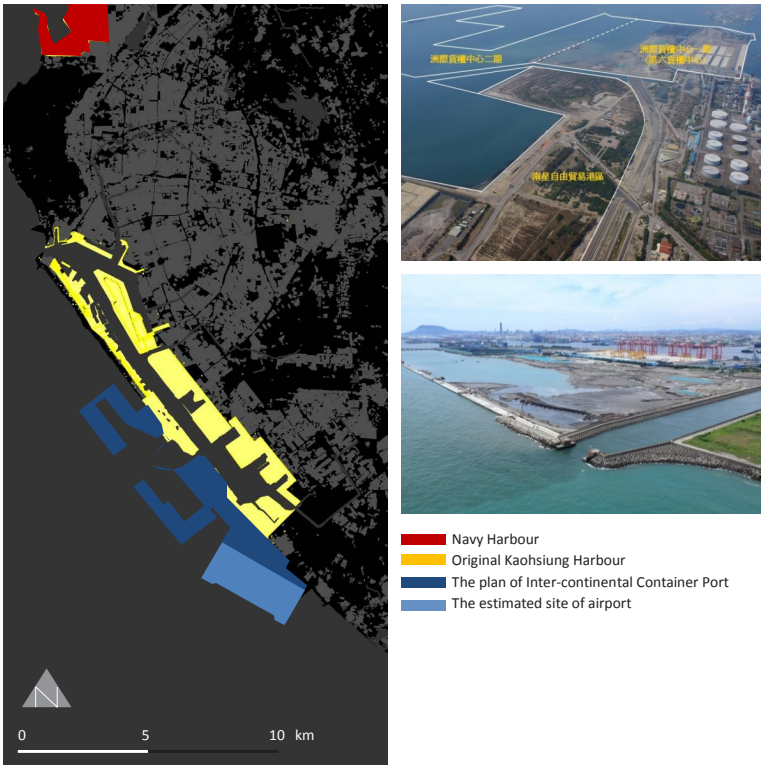 N
0 5 10 km
洲際貨櫃中心二期
洲際貨櫃中心一期
(第六貨櫃中心)
南星自由貿易港區
Navy Harbour
Original Kaohsiung Harbour
The plan of Inter-continental Container Port
The estimated site of airport